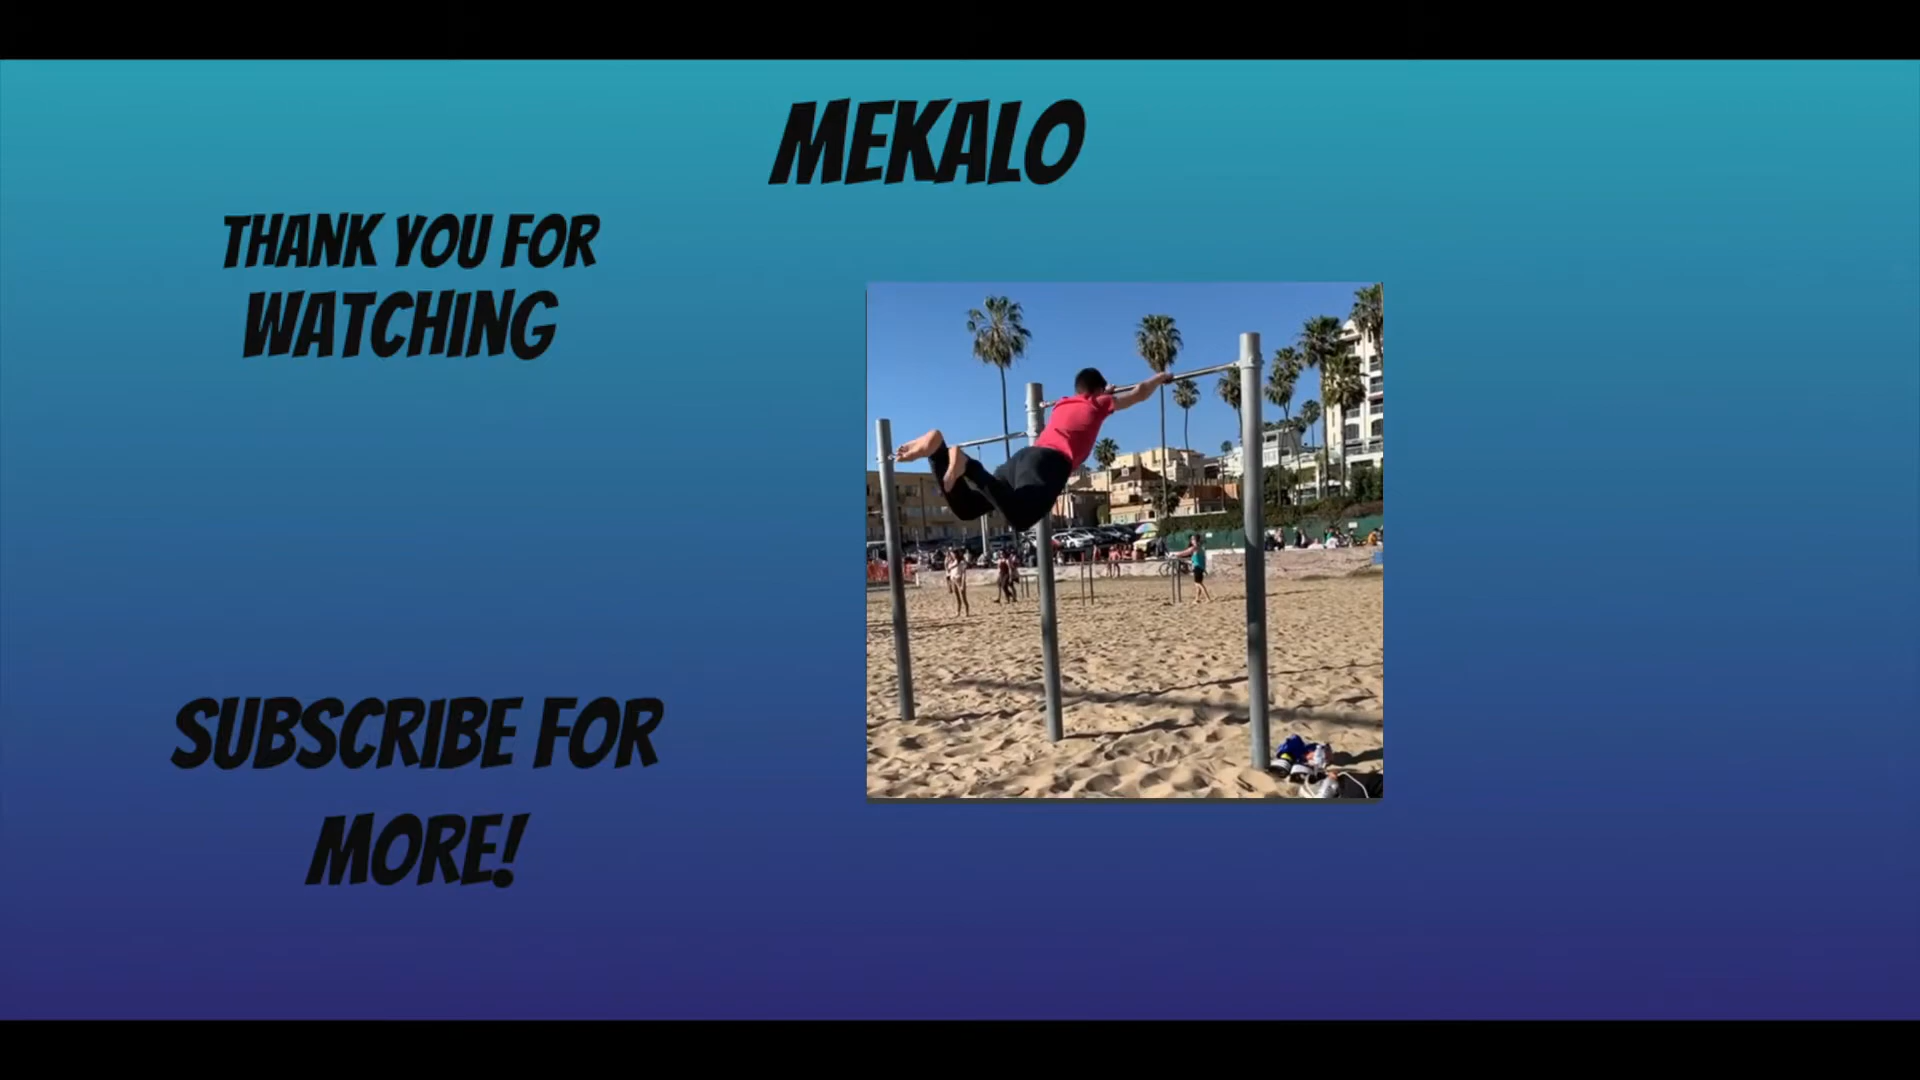 MEKALO
THANK YOU FOR
WATCHING
SUBSCRIBE FOR
MORE!